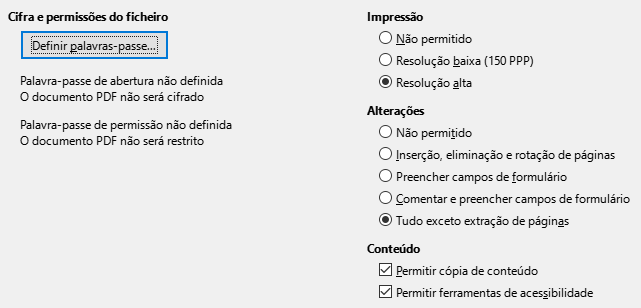 Cifra e permissões do ficheiro
Definir palavras-passe...
Palavra-passe de abertura não definida
O documento PDF não será cifrado
Palavra-passe de permissão não definida
O documento PDF não será restrito
Impressão
Não permitido
Resolução baixa (150 PPP)
Resolução alta
Alterações
Não permitido
Inserção, eliminação e rotação de páginas
Preencher campos de formulário
Comentar e preencher campos de formulário
Tudo exceto extração de páginas
Conteúdo
Permitir cópia de conteúdo
Permitir ferramentas de acessibilidade